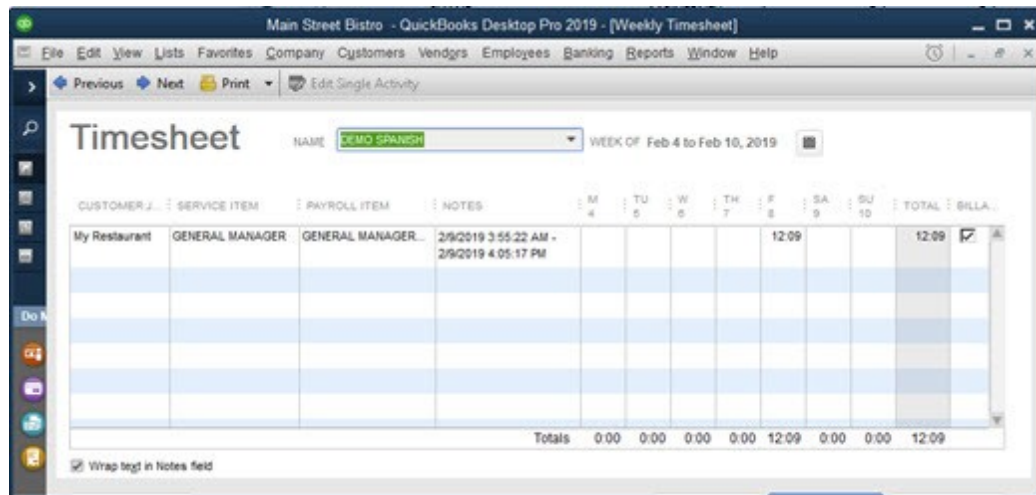 Main Street Bistro - QuickBooks Desktop Pro 2019 - [Weekly Timesheet]
File Edit View Lists Favorites Company Customers Vendors Employees Banking Reports Window Help
Previous Next Print Edit Single Activity
Timesheet NAME DEMO SPANISH WEEK OF Feb 4 to Feb 10, 2019
CUSTOMER:J... SERVICE ITEM PAYROLL ITEM NOTES M TU W TH F SA SU TOTAL BILLA...
4 5 6 7 8 9 10
My Restaurant GENERAL MANAGER GENERAL MANAGER... 2/9/2019 3:55:22 AM - 12:09 12:09
2/9/2019 4:05:17 PM
Do M
Totals 0:00 0:00 0:00 0:00 12:09 0:00 0:00 12:09
Wrap text in Notes field